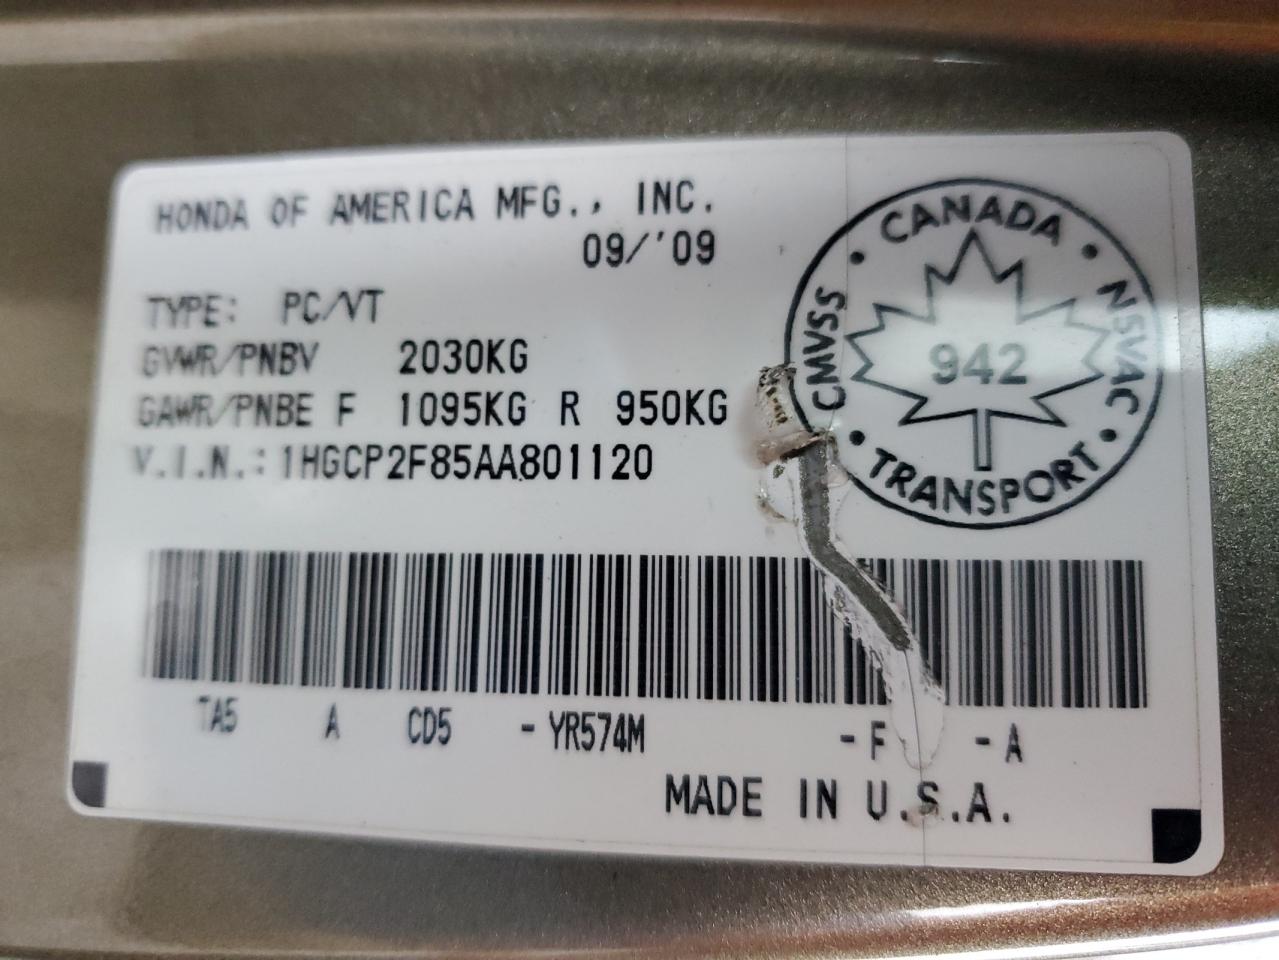 HONDA OF AMERICA MFG., INC.
09/'09
TYPE: PC/VT
GVWR/PNBV 2030KG
GAWR/PNBE F 1095KG R 950KG
V.I.N.: 1HGCP2F85AA801120
CANADA
CMVSS
NSVAC
942
TRANSPORT
TA5 A CD5 - YR574M - F - A
MADE IN U.S.A.